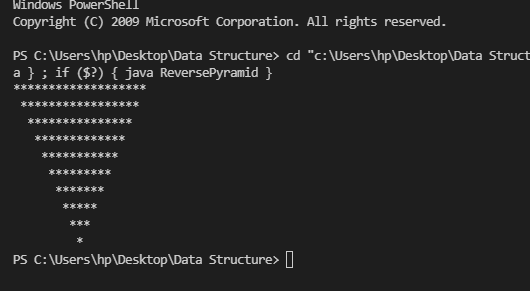 Windows PowerShell
Copyright (C) 2009 Microsoft Corporation. All rights reserved.
PS C:\Users\hp\Desktop\Data Structure> cd "c:\Users\hp\Desktop\Data Struct
a } ; if ($?) { java ReversePyramid }
*******************
 *****************
  ***************
   *************
    ***********
     *********
      *******
       *****
        ***
         *
PS C:\Users\hp\Desktop\Data Structure>